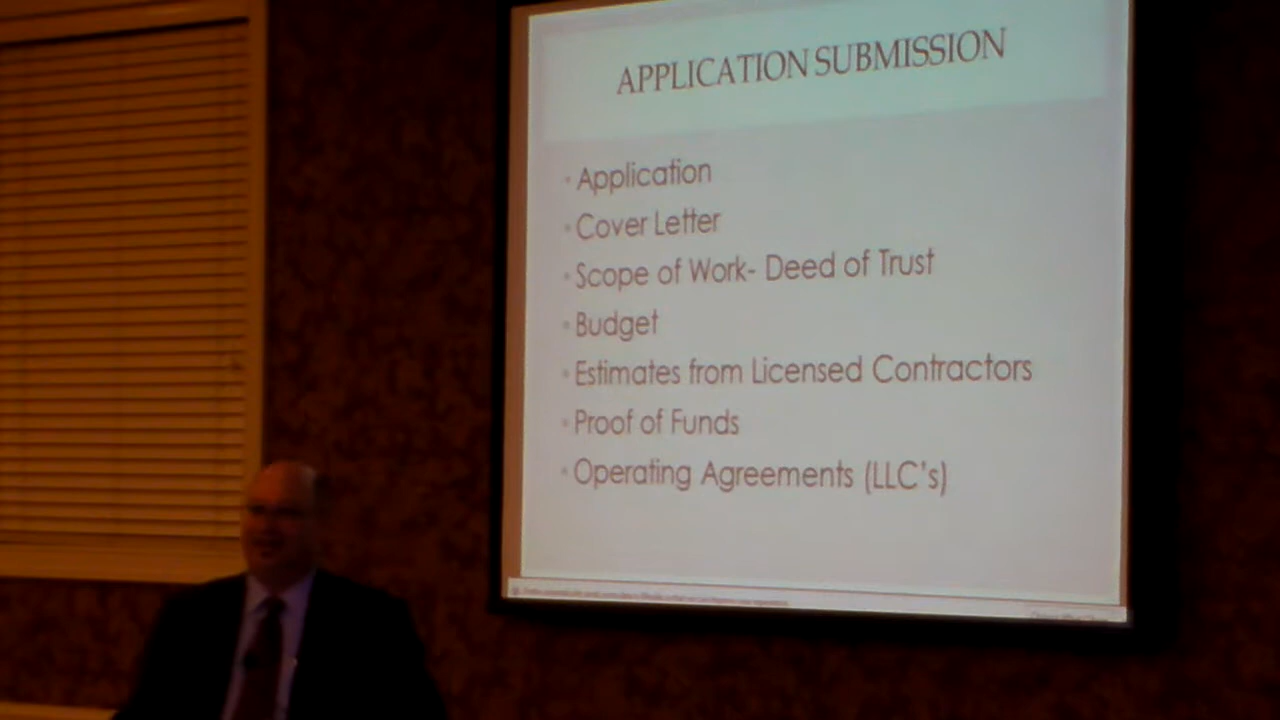 APPLICATION SUBMISSION
• Application
• Cover Letter
• Scope of Work- Deed of Trust
• Budget
• Estimates from Licensed Contractors
• Proof of Funds
• Operating Agreements (LLC's)